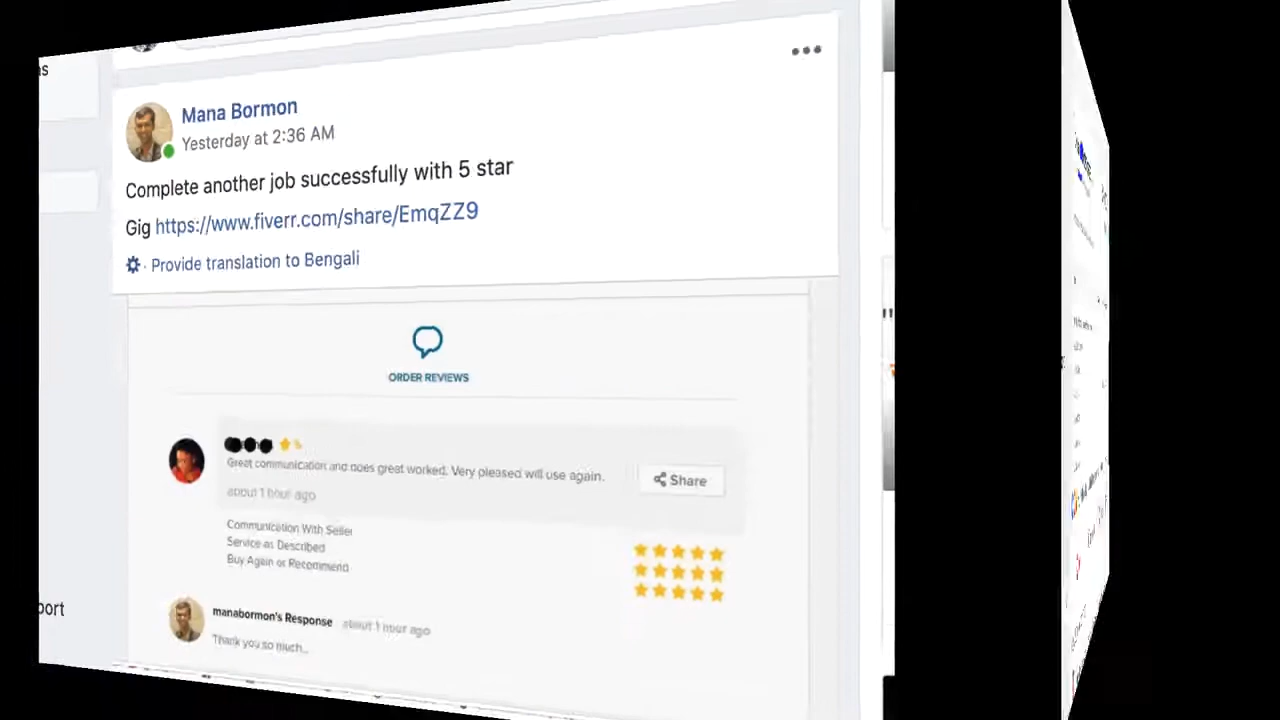 Mana Bormon
Yesterday at 2:36 AM
Complete another job successfully with 5 star
Gig https://www.fiverr.com/share/EmqZZ9
· Provide translation to Bengali
ORDER REVIEWS
Great communication and does great worked. Very pleased will use again.
Share
about 1 hour ago
Communication With Seller
Service as Described
Buy Again or Recommend
port
manabormon's Response about 1 hour ago
Thank you so much...